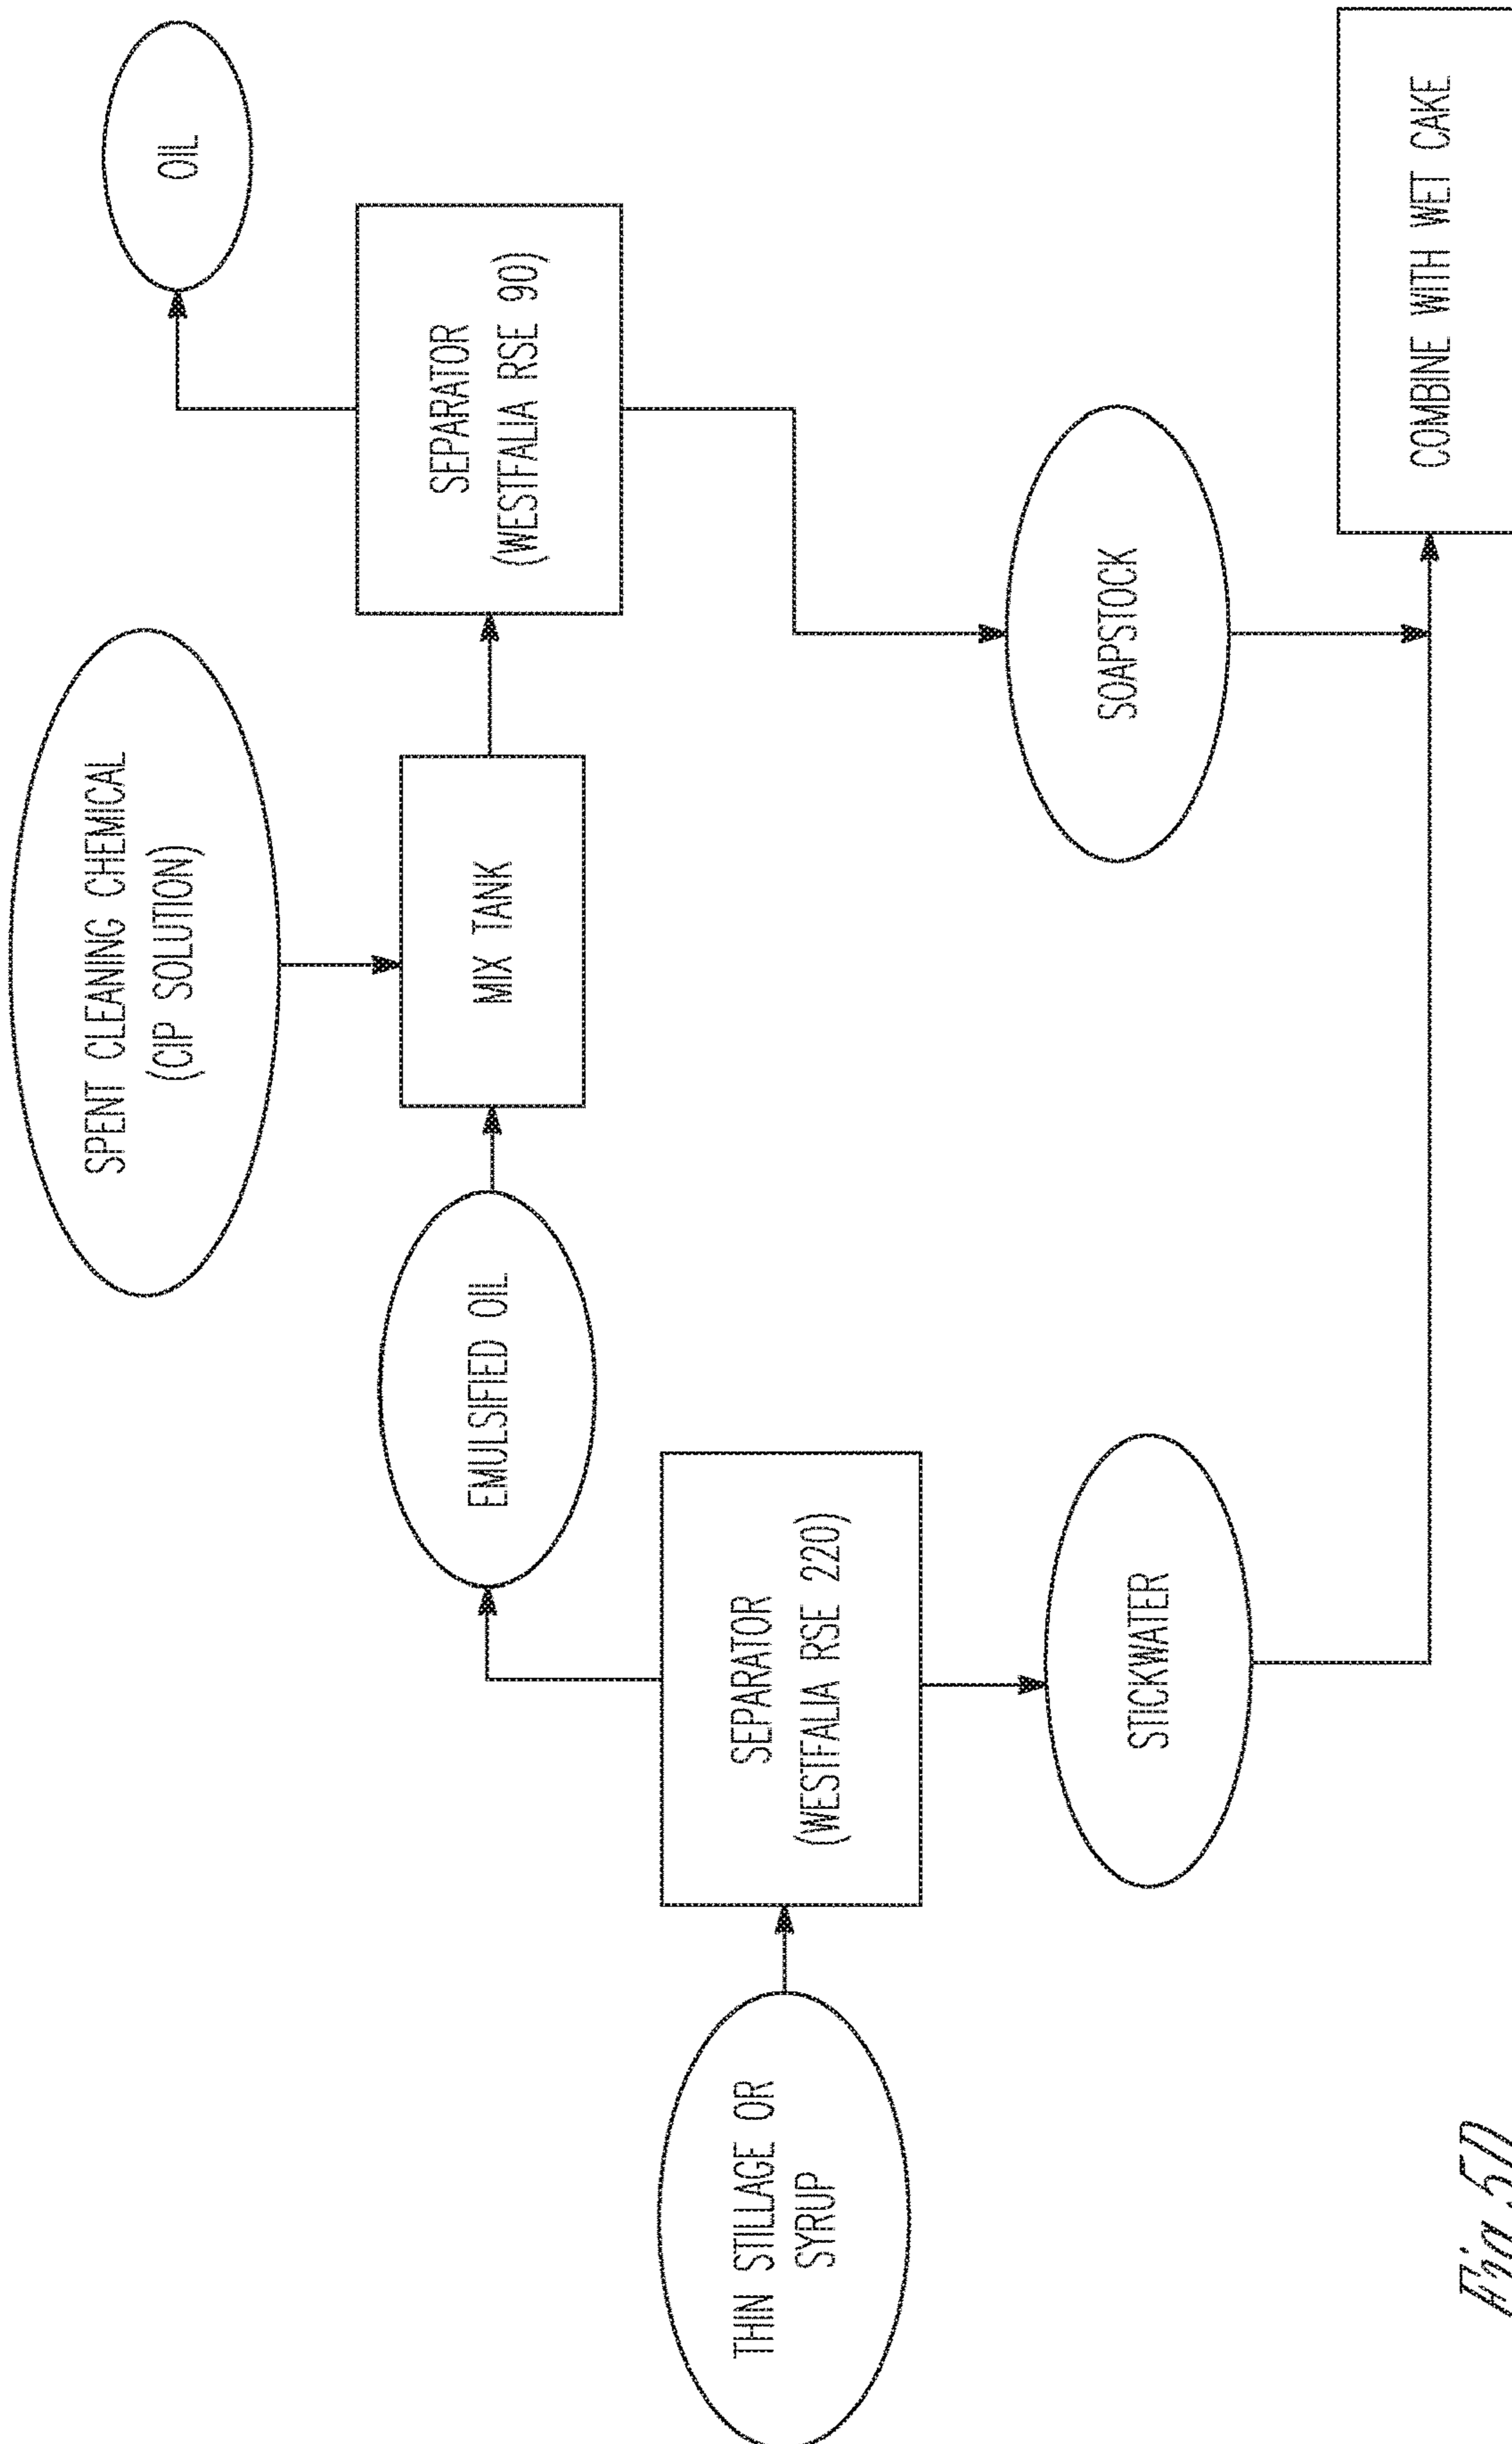 SPENT CLEANING CHEMICAL
(CIP SOLUTION)
OIL
EMULSIFIED OIL
MIX TANK
SEPARATOR
(WESTFALIA RSE 90)
THIN STILLAGE OR
SYRUP
SEPARATOR
(WESTFALIA RSE 220)
STICKWATER
SOAPSTOCK
COMBINE WITH WET CAKE
Fig. 5D